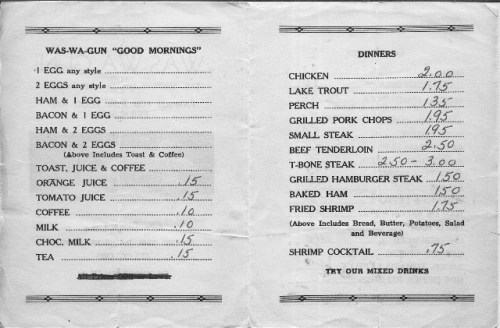 WAS-WA-GUN "GOOD MORNINGS"
1 EGG any style
2 EGGS any style
HAM & 1 EGG
BACON & 1 EGG
HAM & 2 EGGS
BACON & 2 EGGS
(Above Includes Toast & Coffee)
TOAST, JUICE & COFFEE
ORANGE JUICE .15
TOMATO JUICE .15
COFFEE .10
MILK .10
CHOC. MILK .15
TEA .15
DINNERS
CHICKEN 2.00
LAKE TROUT 1.75
PERCH 1.35
GRILLED PORK CHOPS 1.95
SMALL STEAK 1.95
BEEF TENDERLOIN 2.50
T-BONE STEAK 2.50 - 3.00
GRILLED HAMBURGER STEAK 1.50
BAKED HAM 1.50
FRIED SHRIMP 1.75
(Above Includes Bread, Butter, Potatoes, Salad
and Beverage)
SHRIMP COCKTAIL .75
TRY OUR MIXED DRINKS